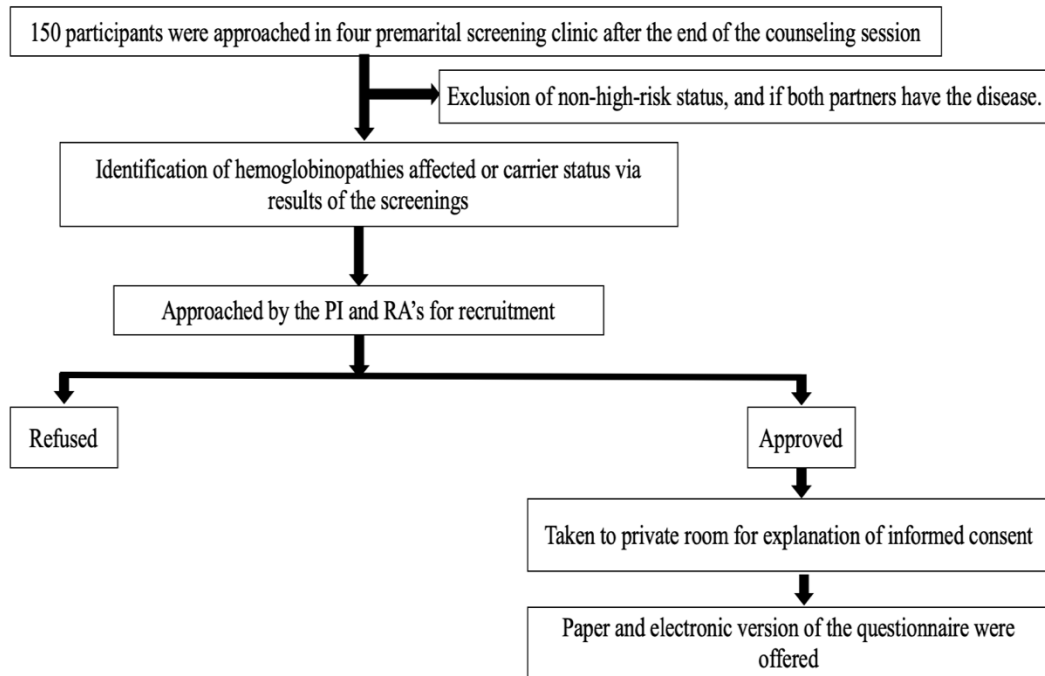 150 participants were approached in four premarital screening clinic after the end of the counseling session
Exclusion of non-high-risk status, and if both partners have the disease.
Identification of hemoglobinopathies affected or carrier status via
results of the screenings
Approached by the PI and RA’s for recruitment
Refused
Approved
Taken to private room for explanation of informed consent
Paper and electronic version of the questionnaire were
offered